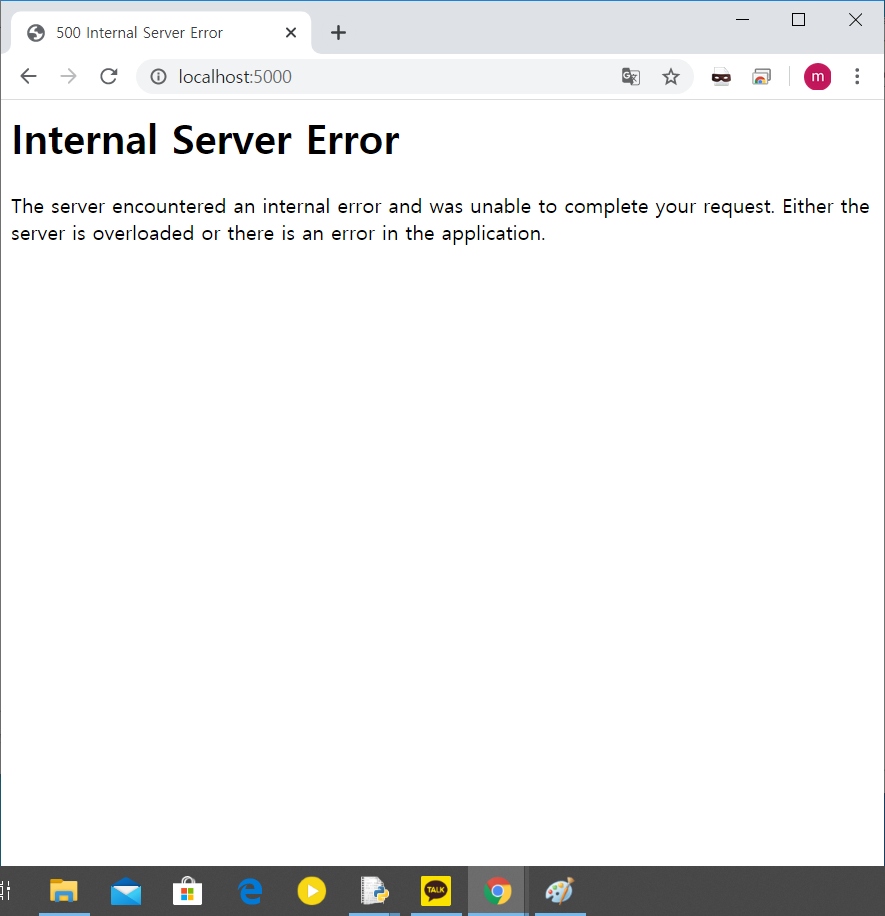 500 Internal Server Error
localhost:5000
m
Internal Server Error
The server encountered an internal error and was unable to complete your request. Either the
server is overloaded or there is an error in the application.
TALK